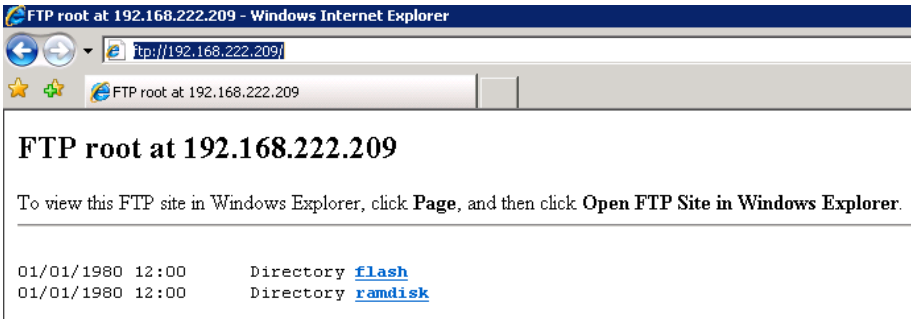 FTP root at 192.168.222.209 - Windows Internet Explorer
ftp://192.168.222.209/
FTP root at 192.168.222.209
FTP root at 192.168.222.209
To view this FTP site in Windows Explorer, click Page, and then click Open FTP Site in Windows Explorer.
01/01/1980 12:00 Directory flash
01/01/1980 12:00 Directory ramdisk